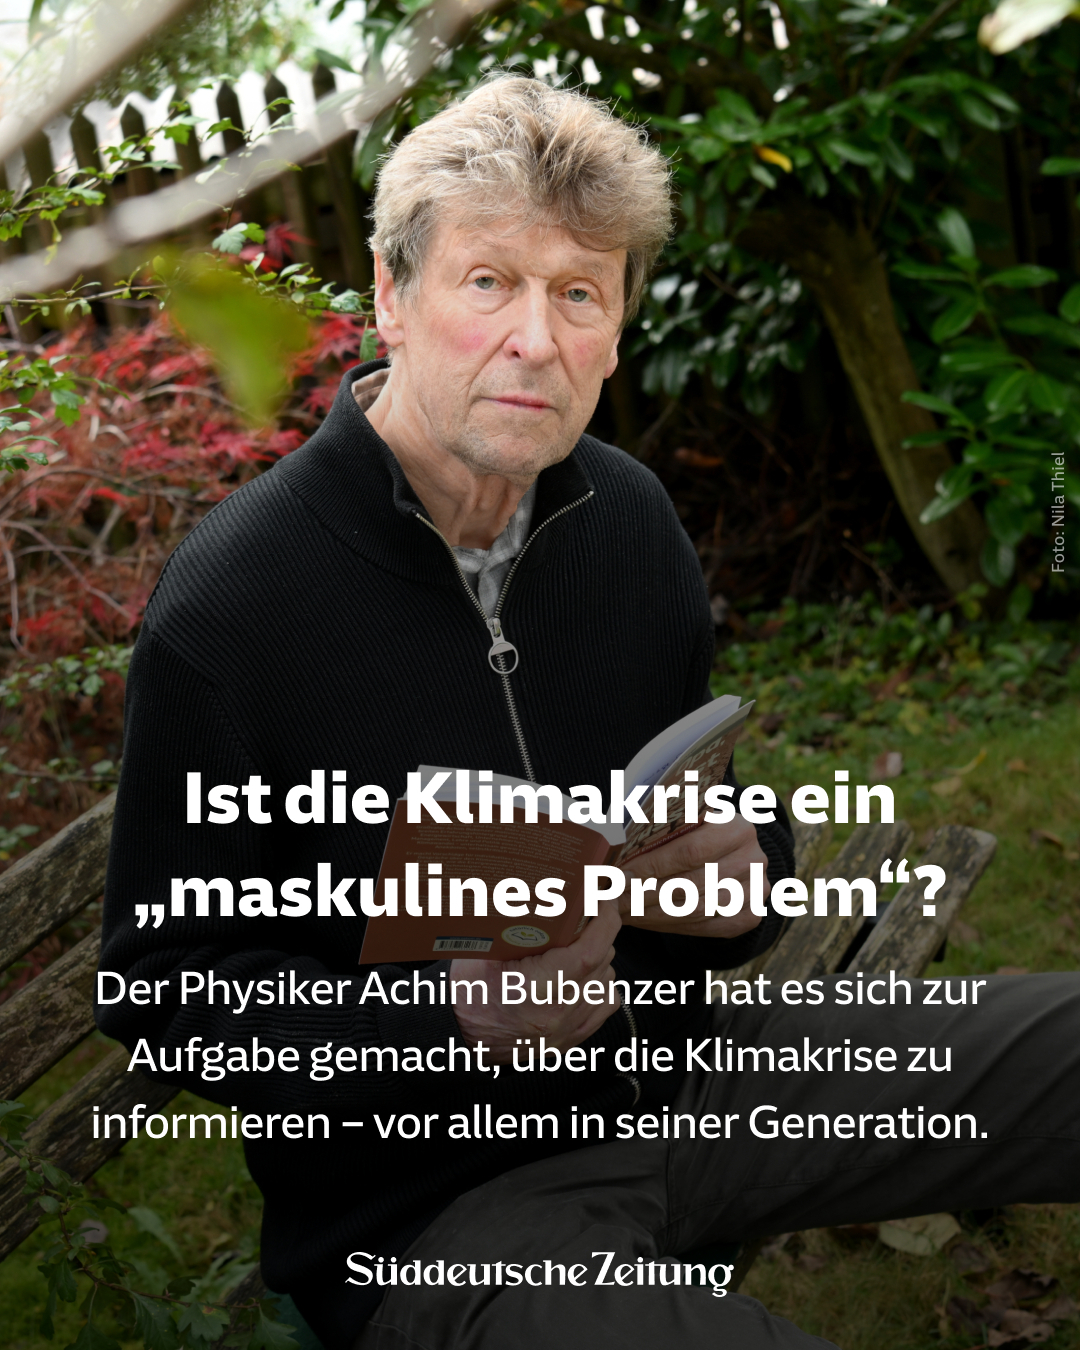 Foto: Nila Thiel
Ist die Klimakrise ein
„maskulines Problem“?
Der Physiker Achim Bubenzer hat es sich zur
Aufgabe gemacht, über die Klimakrise zu
informieren – vor allem in seiner Generation.
Süddeutsche Zeitung